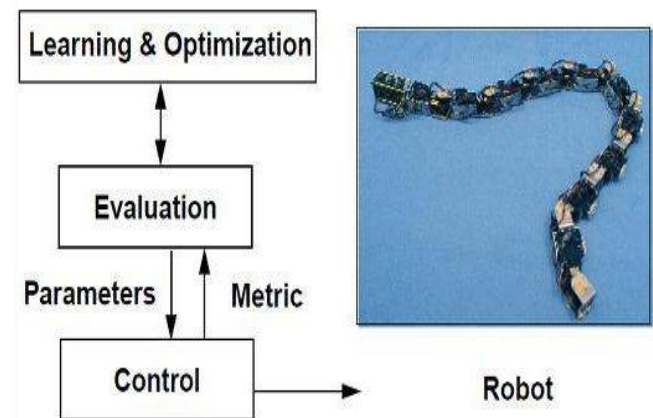 Learning & Optimization
Evaluation
Parameters
Metric
Control
Robot